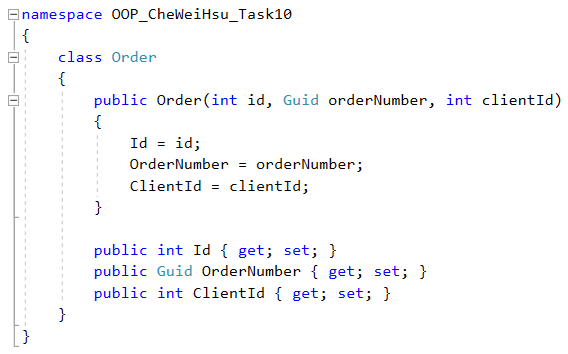 namespace OOP_CheWeiHsu_Task10
{
    class Order
    {
        public Order(int id, Guid orderNumber, int clientId)
        {
            Id = id;
            OrderNumber = orderNumber;
            ClientId = clientId;
        }

        public int Id { get; set; }
        public Guid OrderNumber { get; set; }
        public int ClientId { get; set; }
    }
}